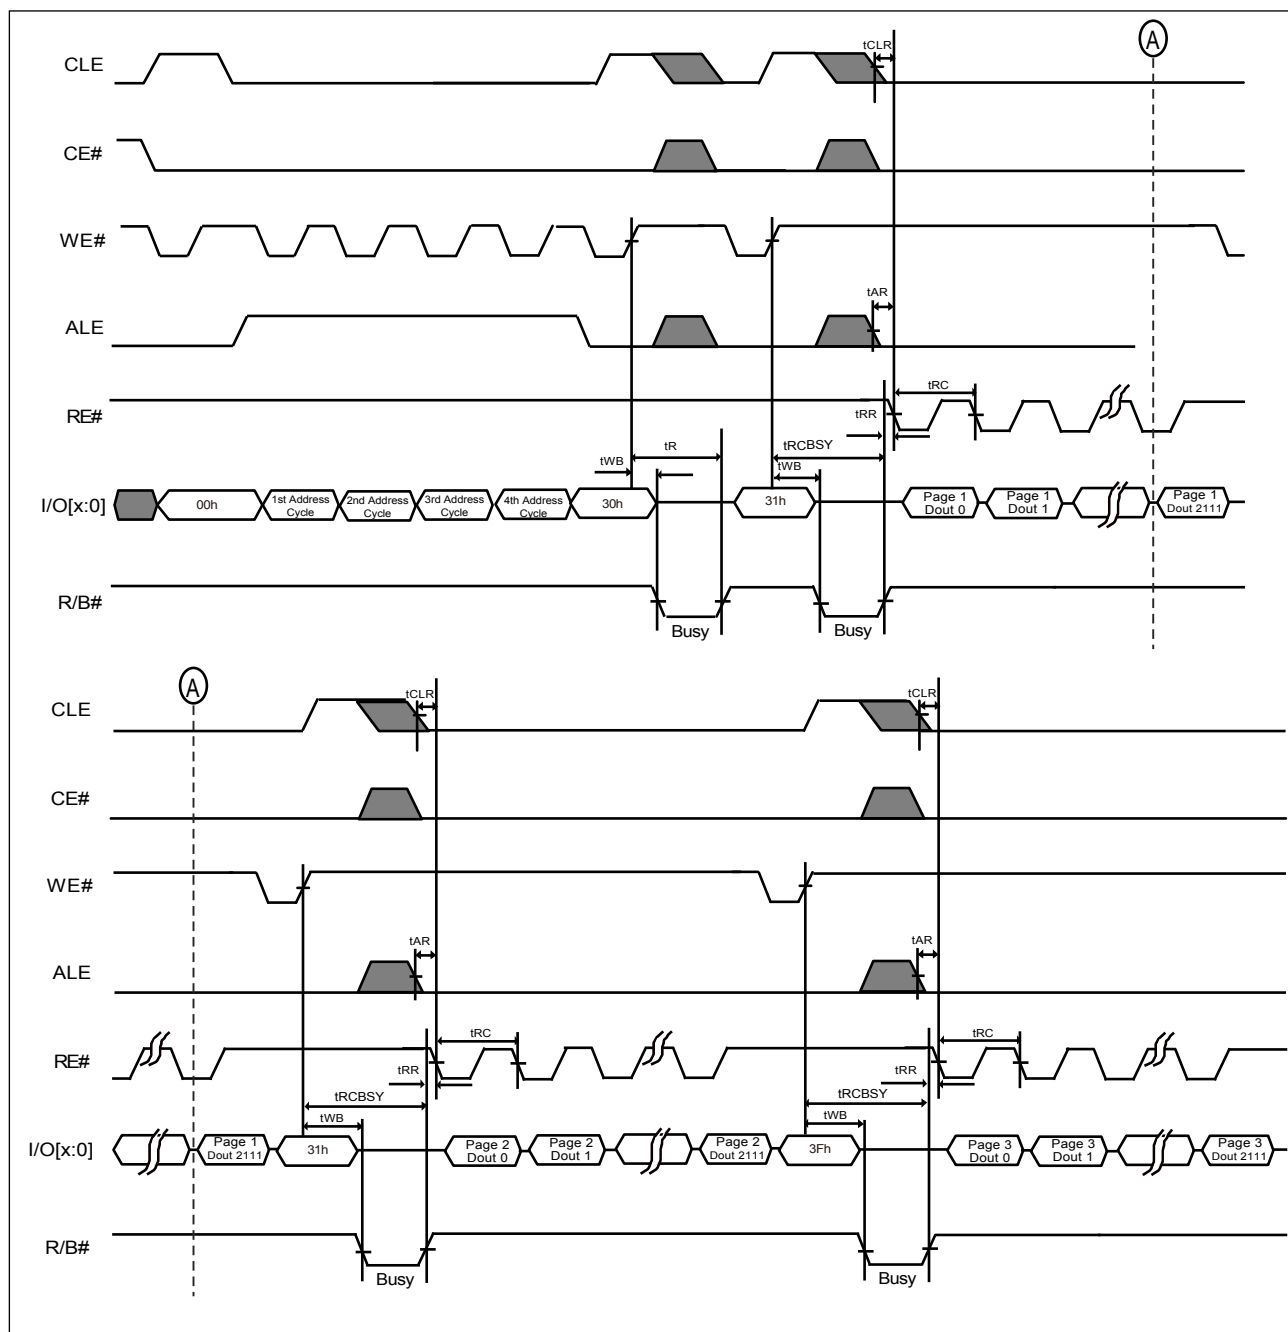 tCLR
A
CLE
CE#
WE#
tAR
ALE
tRC
RE#
tRR
tR
tRCBSY
tWB
tWB
I/O[x:0]
00h
1st Address
Cycle
2nd Address
Cycle
3rd Address
Cycle
4th Address
Cycle
30h
31h
Page 1
Dout 0
Page 1
Dout 1
Page 1
Dout 2111
R/B#
Busy
Busy
A
tCLR
tCLR
CLE
CE#
WE#
tAR
tAR
ALE
tRC
tRC
RE#
tRR
tRR
tRCBSY
tRCBSY
tWB
tWB
I/O[x:0]
Page 1
Dout 2111
31h
Page 2
Dout 0
Page 2
Dout 1
Page 2
Dout 2111
3Fh
Page 3
Dout 0
Page 3
Dout 1
Page 3
Dout 2111
R/B#
Busy
Busy